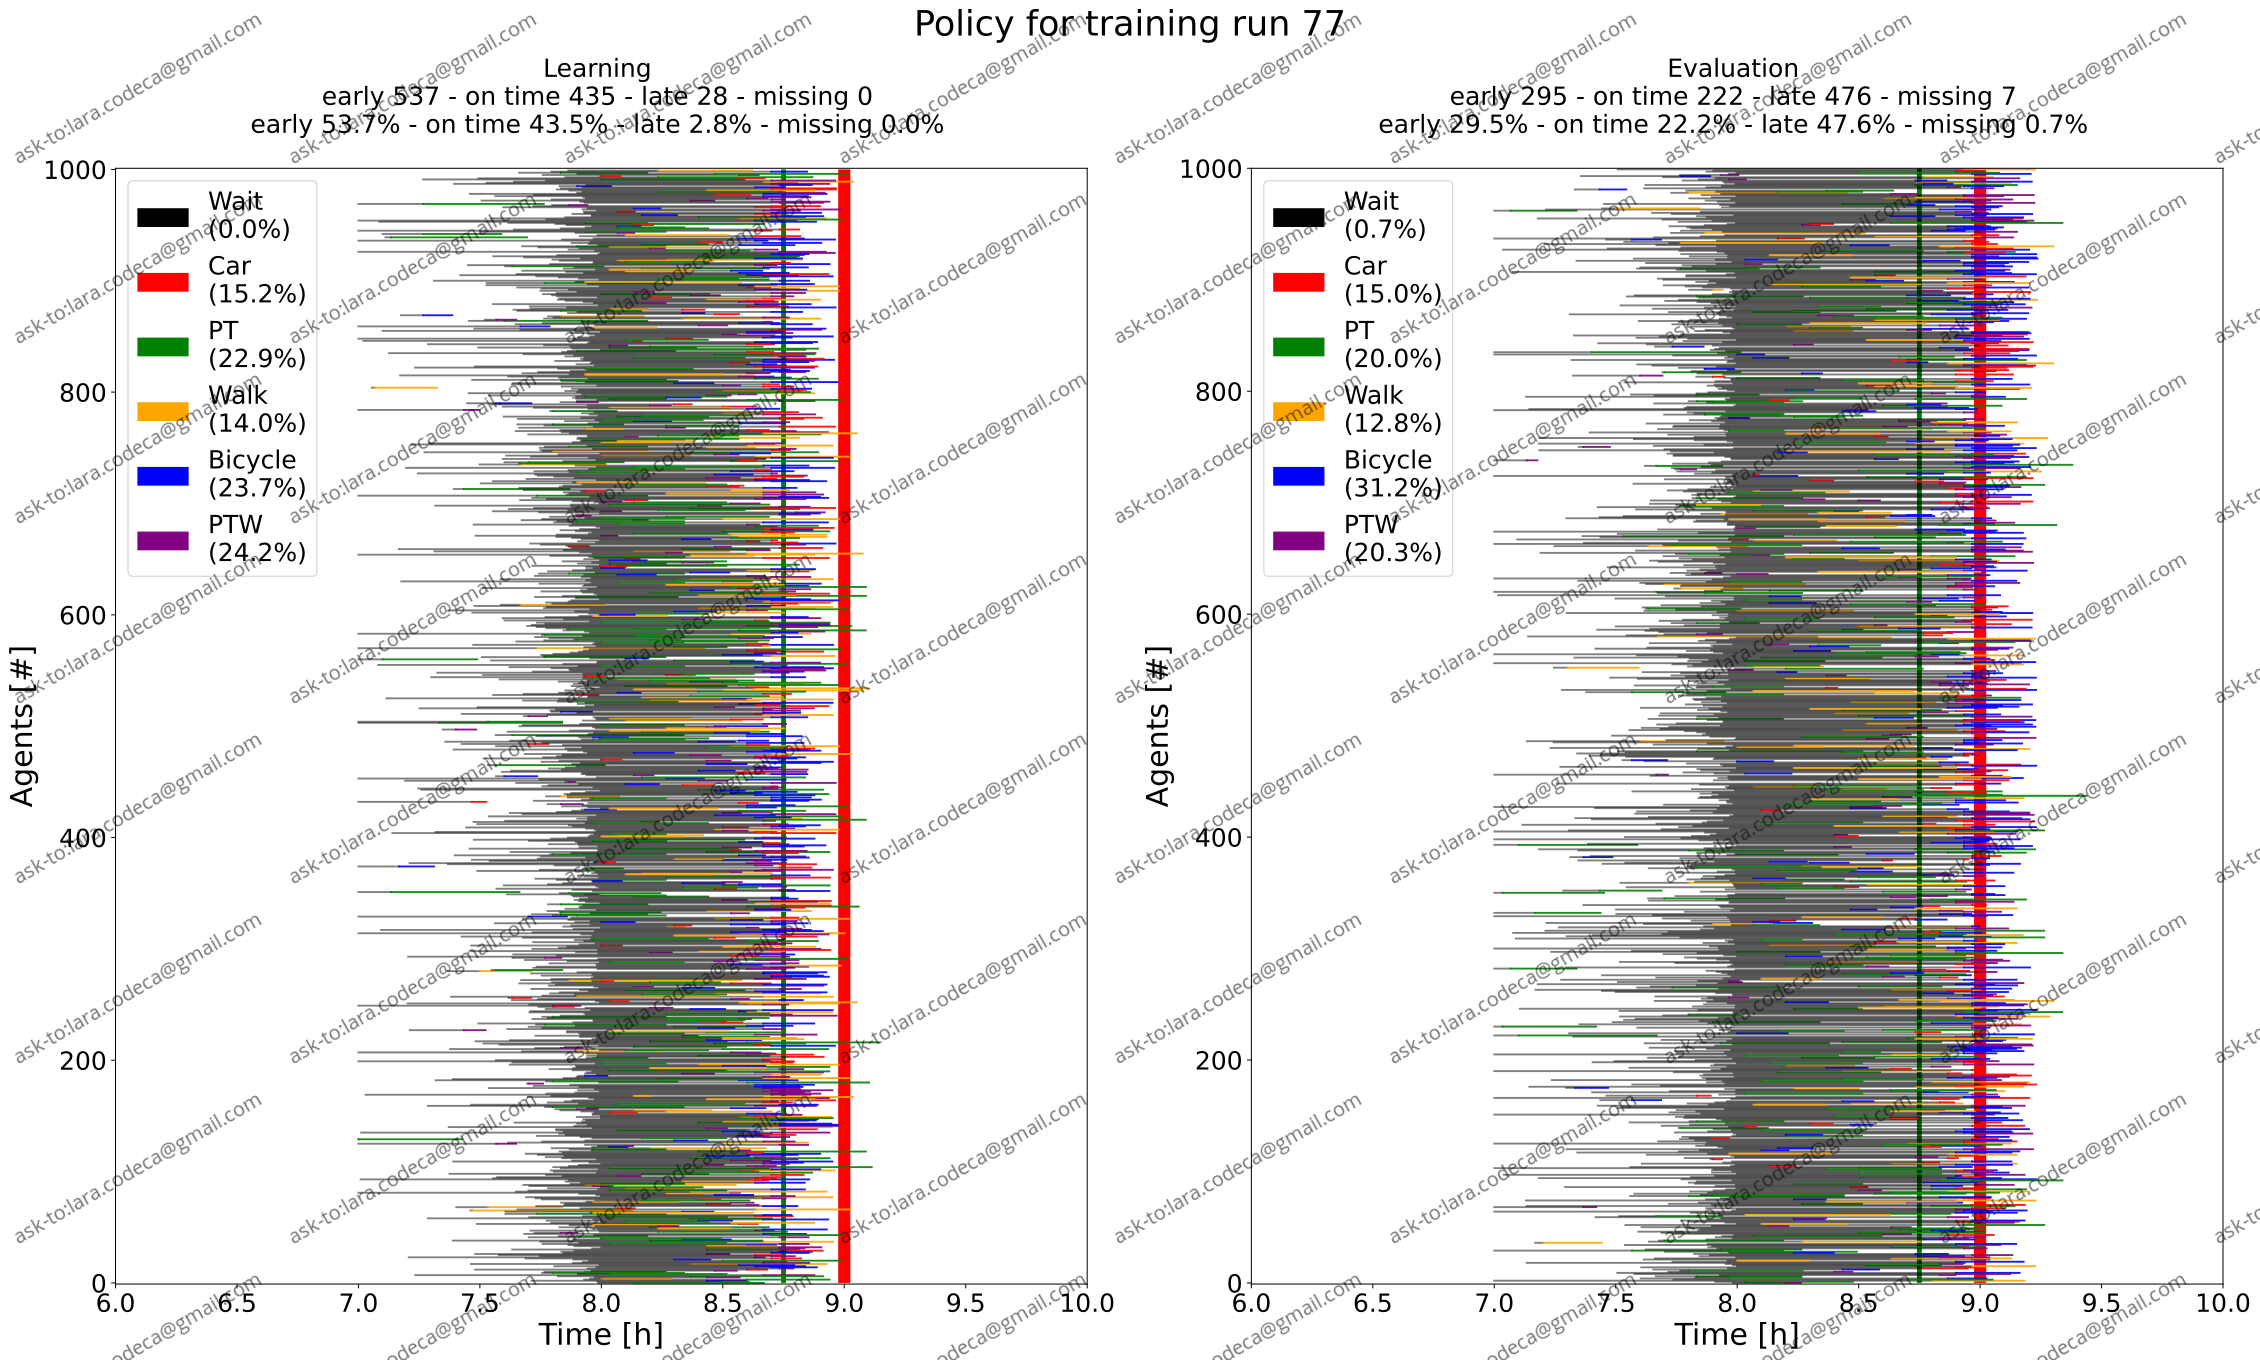 Policy for training run 77
Learning
early 537 - on time 435 - late 28 - missing 0
early 53.7% - on time 43.5% - late 2.8% - missing 0.0%
Agents [#]
1000
800
600
400
200
0
Wait
(0.0%)
Car
(15.2%)
PT
(22.9%)
Walk
(14.0%)
Bicycle
(23.7%)
PTW
(24.2%)
6.0 6.5 7.0 7.5 8.0 8.5 9.0 9.5 10.0
Time [h]
Evaluation
early 295 - on time 222 - late 476 - missing 7
early 29.5% - on time 22.2% - late 47.6% - missing 0.7%
Agents [#]
1000
800
600
400
200
0
Wait
(0.7%)
Car
(15.0%)
PT
(20.0%)
Walk
(12.8%)
Bicycle
(31.2%)
PTW
(20.3%)
6.0 6.5 7.0 7.5 8.0 8.5 9.0 9.5 10.0
Time [h]
ask-to:lara.codeca@gmail.com